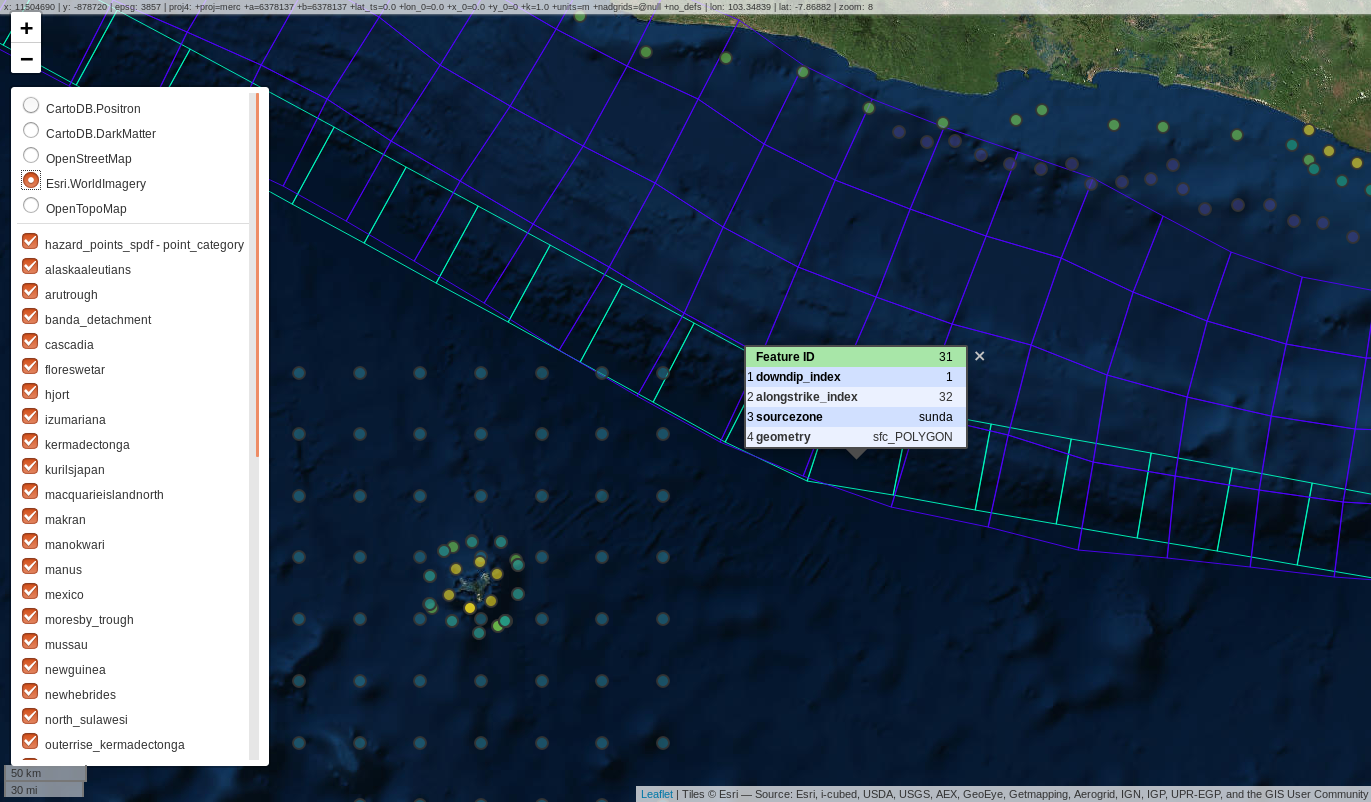 x: 11504690 | y: -878720 | epsg: 3857 | proj4: +proj=merc +a=6378137 +b=6378137 +lat_ts=0.0 +lon_0=0.0 +x_0=0.0 +y_0=0 +k=1.0 +units=m +nadgrids=@null +no_defs | lon: 103.34839 | lat: -7.86882 | zoom: 8
+
−
CartoDB.Positron
CartoDB.DarkMatter
OpenStreetMap
Esri.WorldImagery
OpenTopoMap
hazard_points_spdf - point_category
alaskaaleutians
arutrough
banda_detachment
cascadia
floreswetar
hjort
izumariana
kermadectonga
kurilsjapan
macquarieislandnorth
makran
manokwari
manus
mexico
moresby_trough
mussau
newguinea
newhebrides
north_sulawesi
outerrise_kermadectonga
50 km
30 mi
Feature ID 31
×
1 downdip_index 1
2 alongstrike_index 32
3 sourcezone sunda
4 geometry sfc_POLYGON
Leaflet | Tiles © Esri — Source: Esri, i-cubed, USDA, USGS, AEX, GeoEye, Getmapping, Aerogrid, IGN, IGP, UPR-EGP, and the GIS User Community